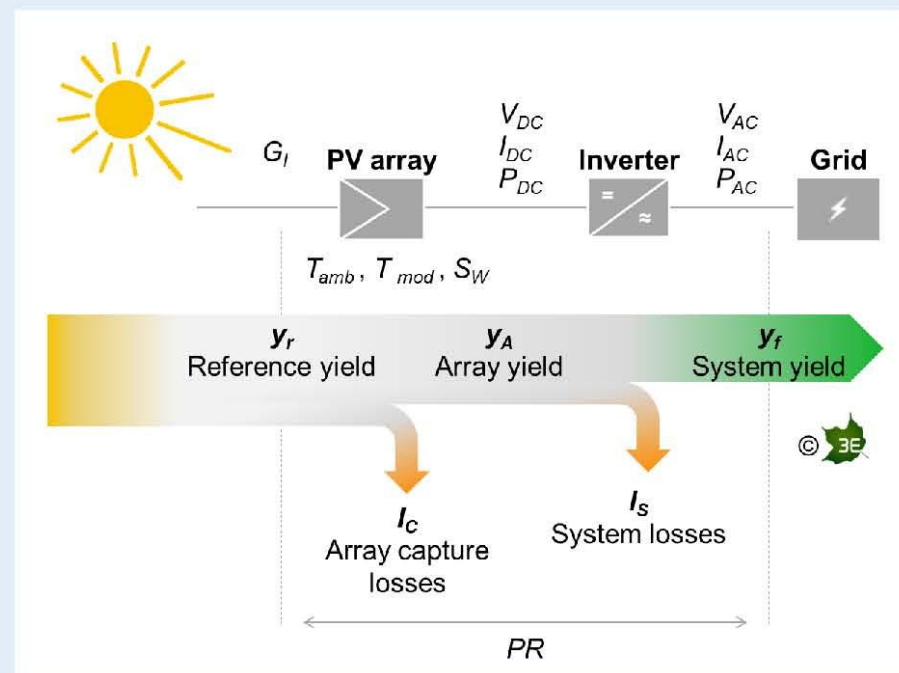 G_I
PV array
V_DC
I_DC
P_DC
Inverter
V_AC
I_AC
P_AC
Grid
=
≈
T_amb, T_mod, S_W
y_r
Reference yield
y_A
Array yield
y_f
System yield
© 3E
l_C
Array capture
losses
l_S
System losses
PR